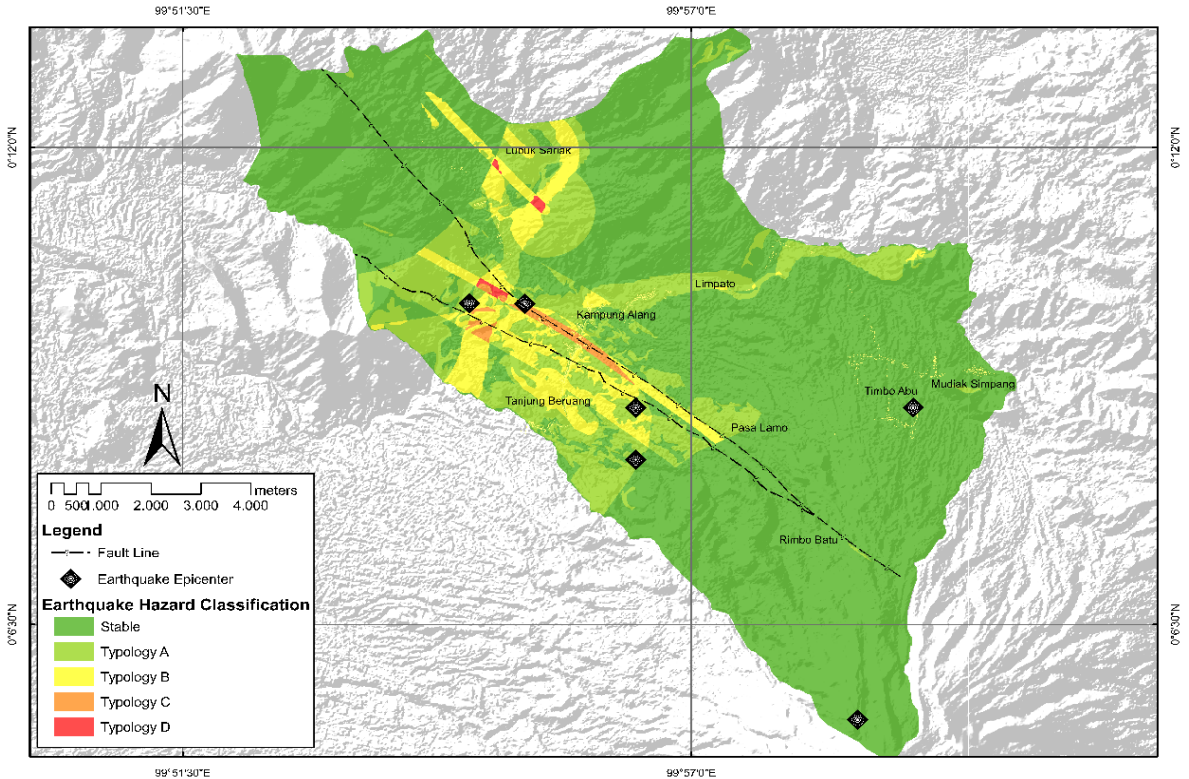 99°51'30"E
99°57'0"E
0°12'0"N
0°12'0"N
Lubuk Sariak
Limpato
Kampung Alang
Mudiak Simpang
Timbo Abu
Tanjung Beruang
Pasa Lamo
N
Rimbo Batu
meters
0 500 1.000 2.000 3.000 4.000
Legend
Fault Line
Earthquake Epicenter
Earthquake Hazard Classification
Stable
Typology A
Typology B
Typology C
Typology D
0°6'30"N
0°6'30"N
99°51'30"E
99°57'0"E